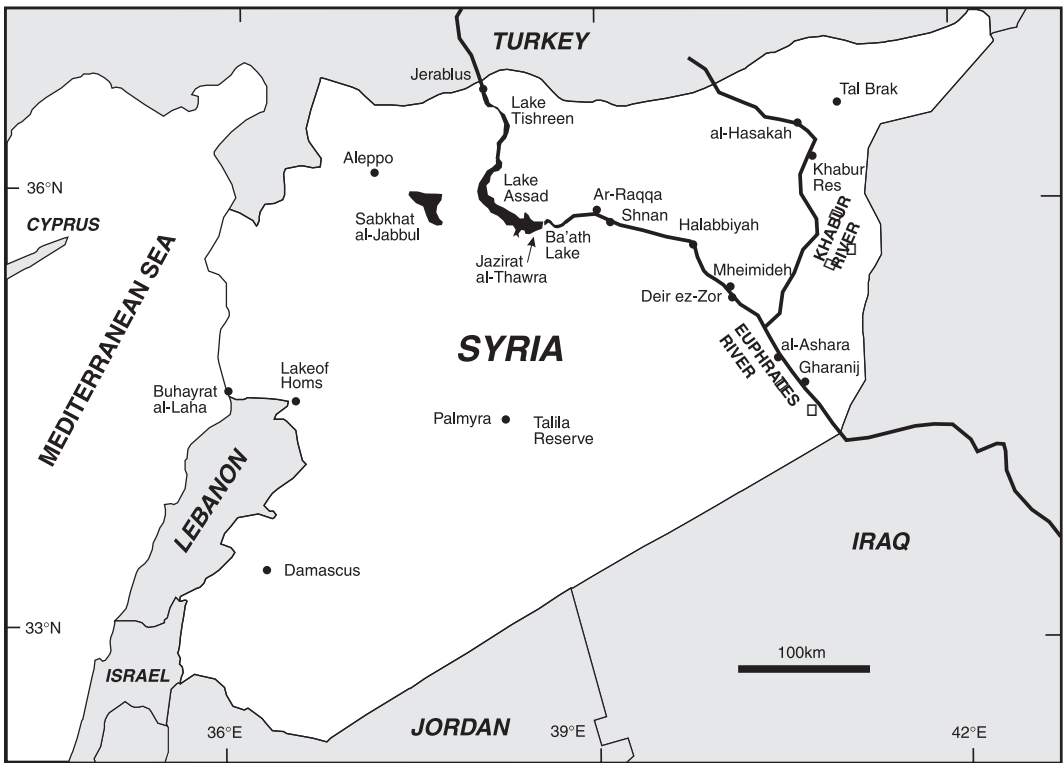 TURKEY
Jerablus
Lake
Tishreen
Tal Brak
al-Hasakah
Aleppo
Khabur
Res
36°N
Lake
Assad
Ar-Raqqa
Shnan
CYPRUS
Sabkhat
al-Jabbul
Halabbiyah
KHABUR
RIVER
Ba'ath
Lake
Jazirat
al-Thawra
Mheimideh
Deir ez-Zor
MEDITERRANEAN SEA
SYRIA
EUPHRATES
RIVER
al-Ashara
Gharanij
Lakeof
Homs
Buhayrat
al-Laha
Palmyra
Talila
Reserve
LEBANON
IRAQ
Damascus
33°N
100km
ISRAEL
JORDAN
36°E
39°E
42°E